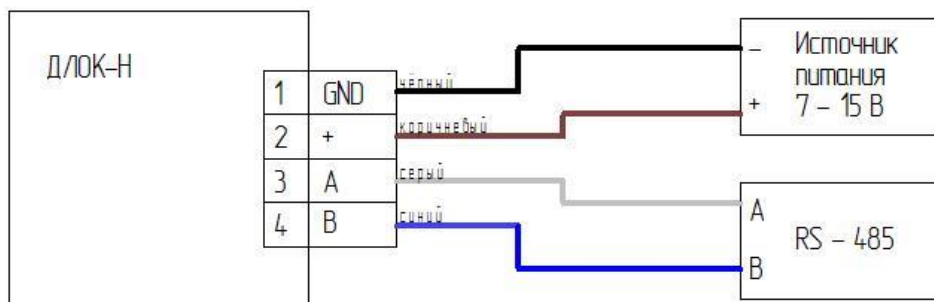 ДЛОК-Н
1 GND чёрный
2 + коричневый
3 A серый
4 B синий
− Источник
питания
+ 7 - 15 В
A
RS - 485
B